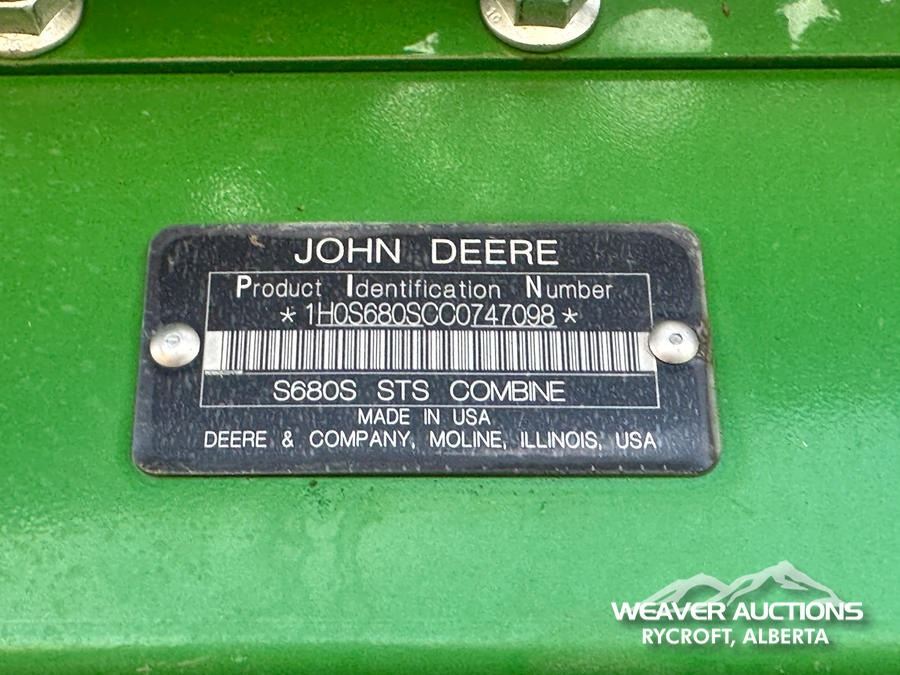 JOHN DEERE
Product Identification Number
*1H0S680SCC0747098*
S680S STS COMBINE
MADE IN USA
DEERE & COMPANY, MOLINE, ILLINOIS, USA
WEAVER AUCTIONS
RYCROFT, ALBERTA